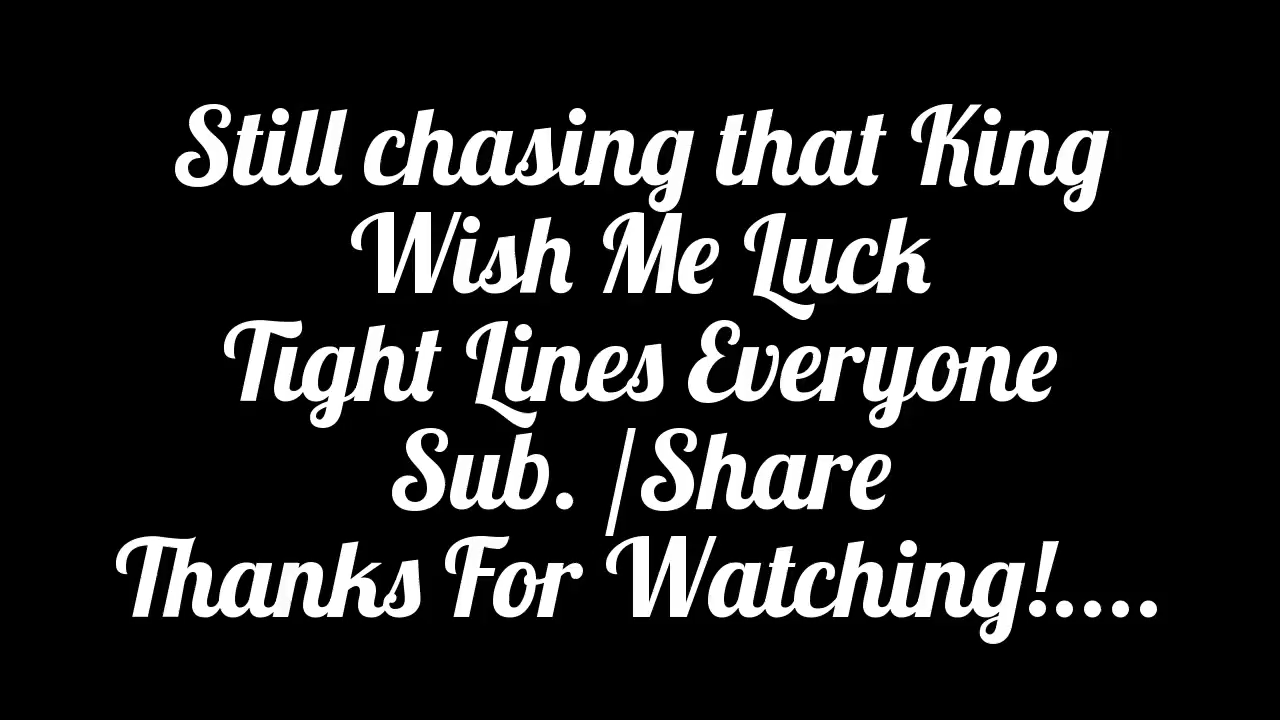 Still chasing that King
Wish Me Luck
Tight Lines Everyone
Sub. /Share
Thanks For Watching!....